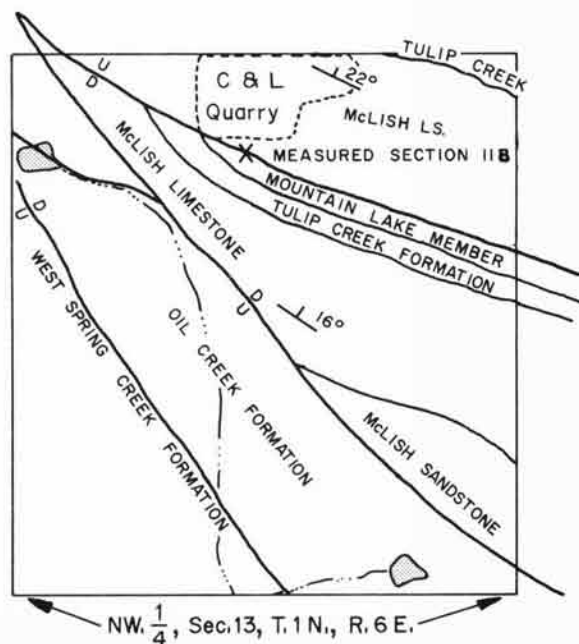 TULIP CREEK
U
D
C & L
Quarry
22°
McLISH LS.
X MEASURED SECTION 11B
McLISH LIMESTONE
MOUNTAIN LAKE MEMBER
TULIP CREEK FORMATION
D
U
WEST SPRING CREEK FORMATION
OIL CREEK FORMATION
D
U
16°
McLISH SANDSTONE
NW. 1/4, Sec. 13, T. 1 N., R. 6 E.